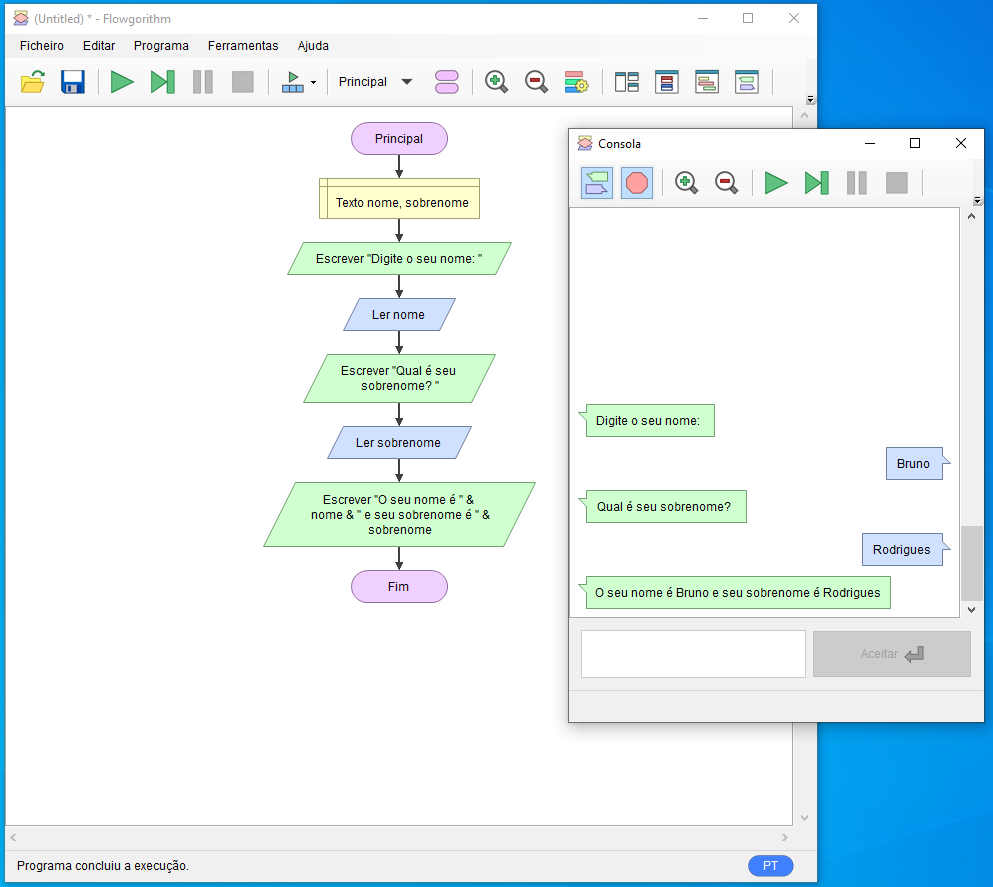 (Untitled) * - Flowgorithm
Ficheiro Editar Programa Ferramentas Ajuda
Principal
Principal
Texto nome, sobrenome
Escrever "Digite o seu nome: "
Ler nome
Escrever "Qual é seu
sobrenome? "
Ler sobrenome
Escrever "O seu nome é " &
nome & " e seu sobrenome é " &
sobrenome
Fim
Programa concluiu a execução.
PT
Consola
Digite o seu nome:
Bruno
Qual é seu sobrenome?
Rodrigues
O seu nome é Bruno e seu sobrenome é Rodrigues
Aceitar